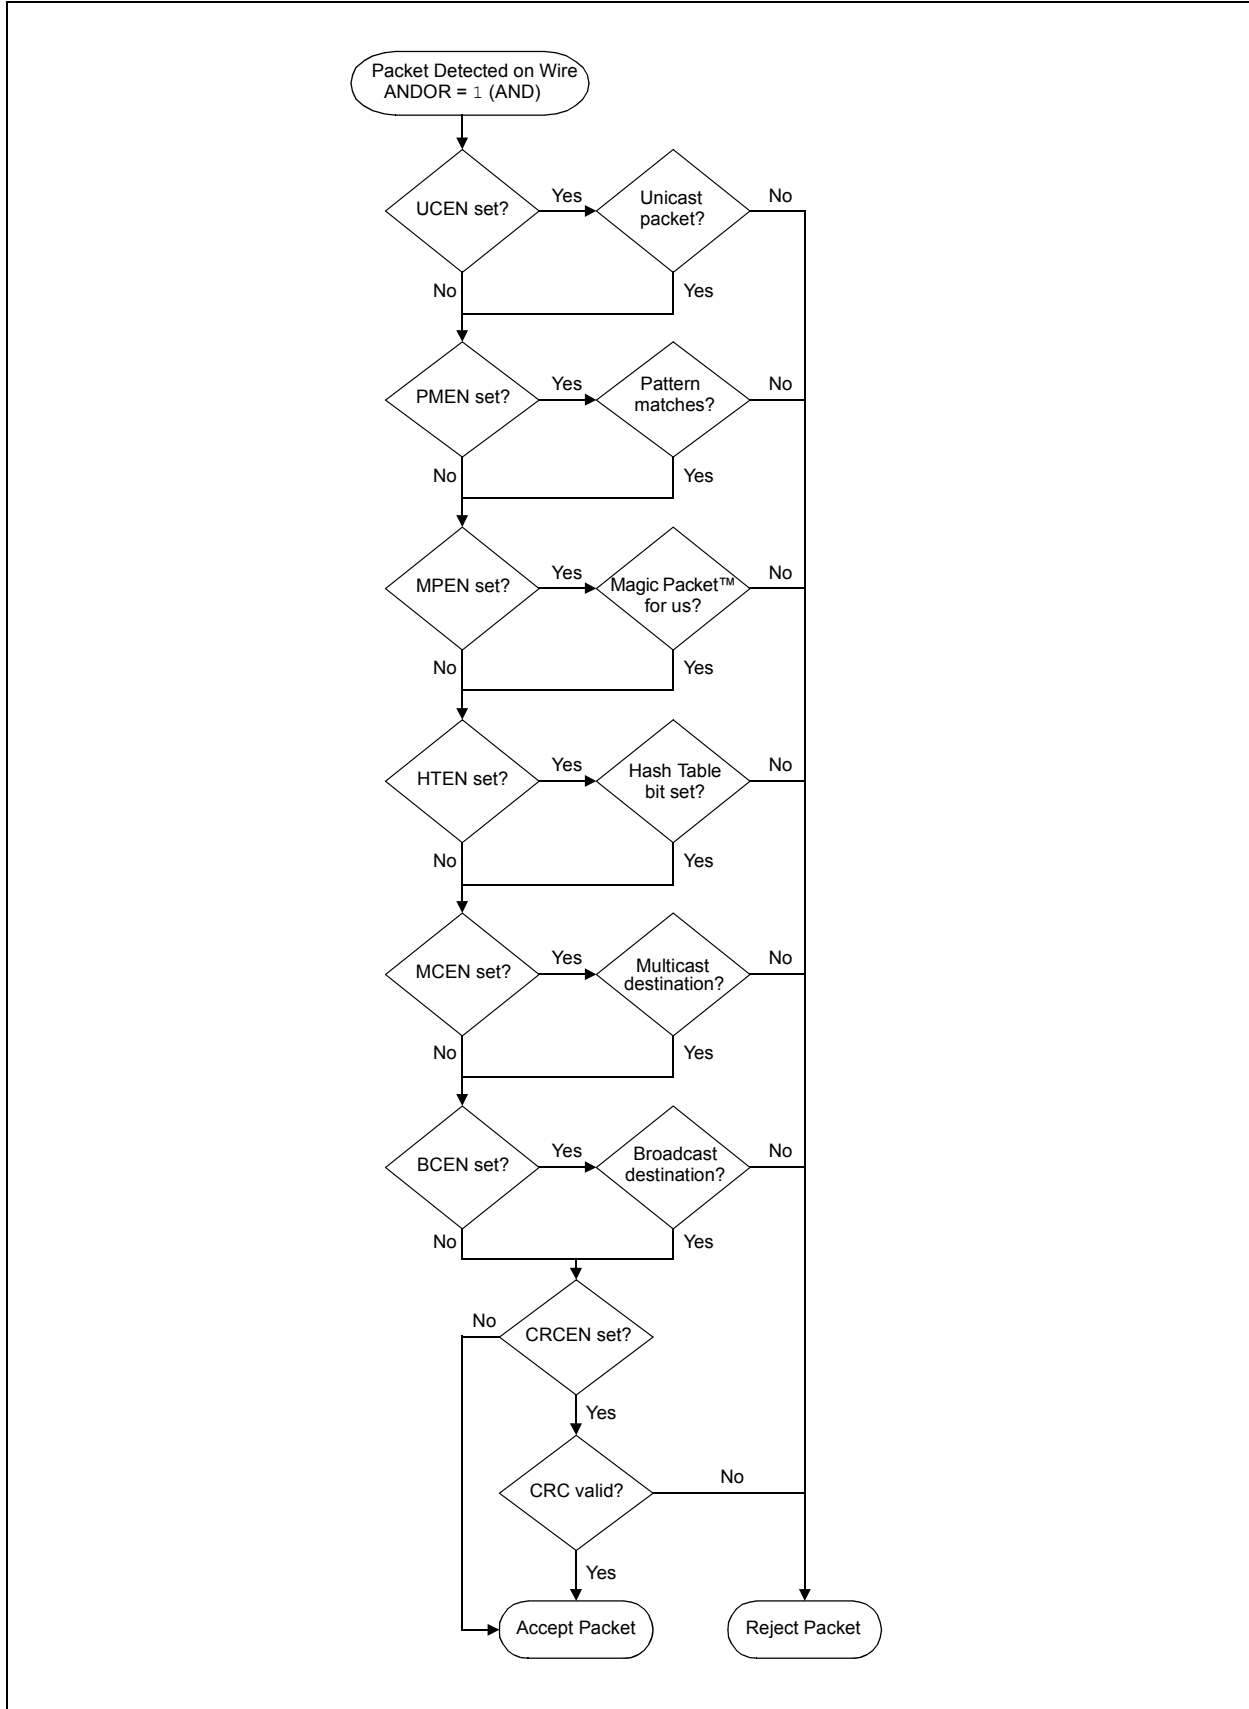 Packet Detected on Wire
ANDOR = 1 (AND)
UCEN set?
Yes
Unicast
packet?
No
No
Yes
PMEN set?
Yes
Pattern
matches?
No
No
Yes
MPEN set?
Yes
Magic Packet™
for us?
No
No
Yes
HTEN set?
Yes
Hash Table
bit set?
No
No
Yes
MCEN set?
Yes
Multicast
destination?
No
No
Yes
BCEN set?
Yes
Broadcast
destination?
No
No
Yes
No
CRCEN set?
Yes
CRC valid?
No
Yes
Accept Packet
Reject Packet